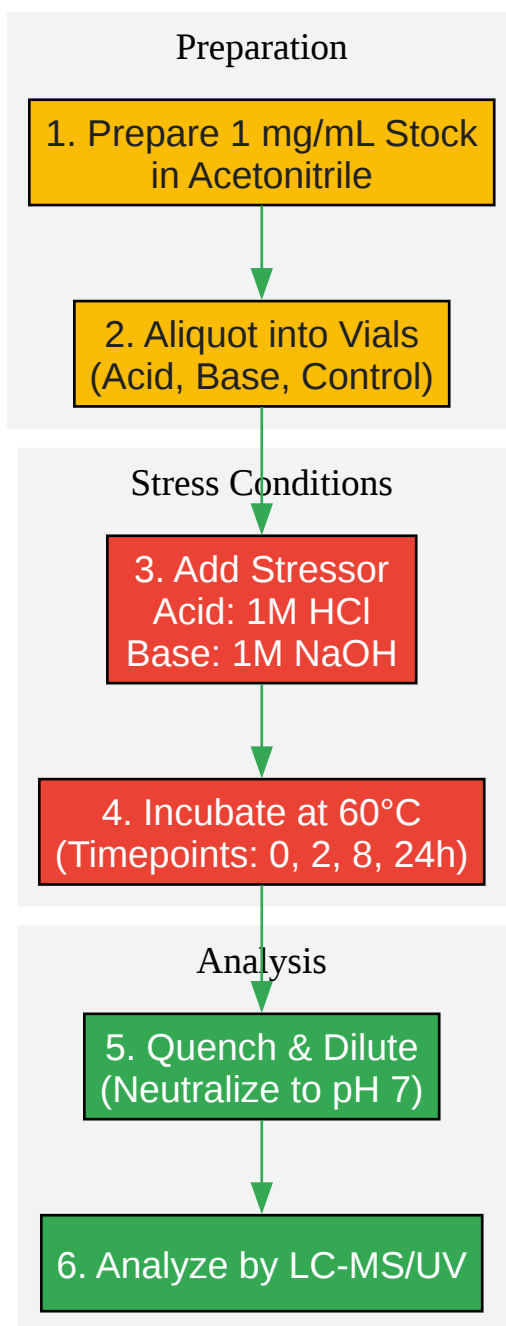 Preparation
1. Prepare 1 mg/mL Stock
in Acetonitrile
2. Aliquot into Vials
(Acid, Base, Control)
Stress Conditions
3. Add Stressor
Acid: 1M HCl
Base: 1M NaOH
4. Incubate at 60°C
(Timepoints: 0, 2, 8, 24h)
Analysis
5. Quench & Dilute
(Neutralize to pH 7)
6. Analyze by LC-MS/UV